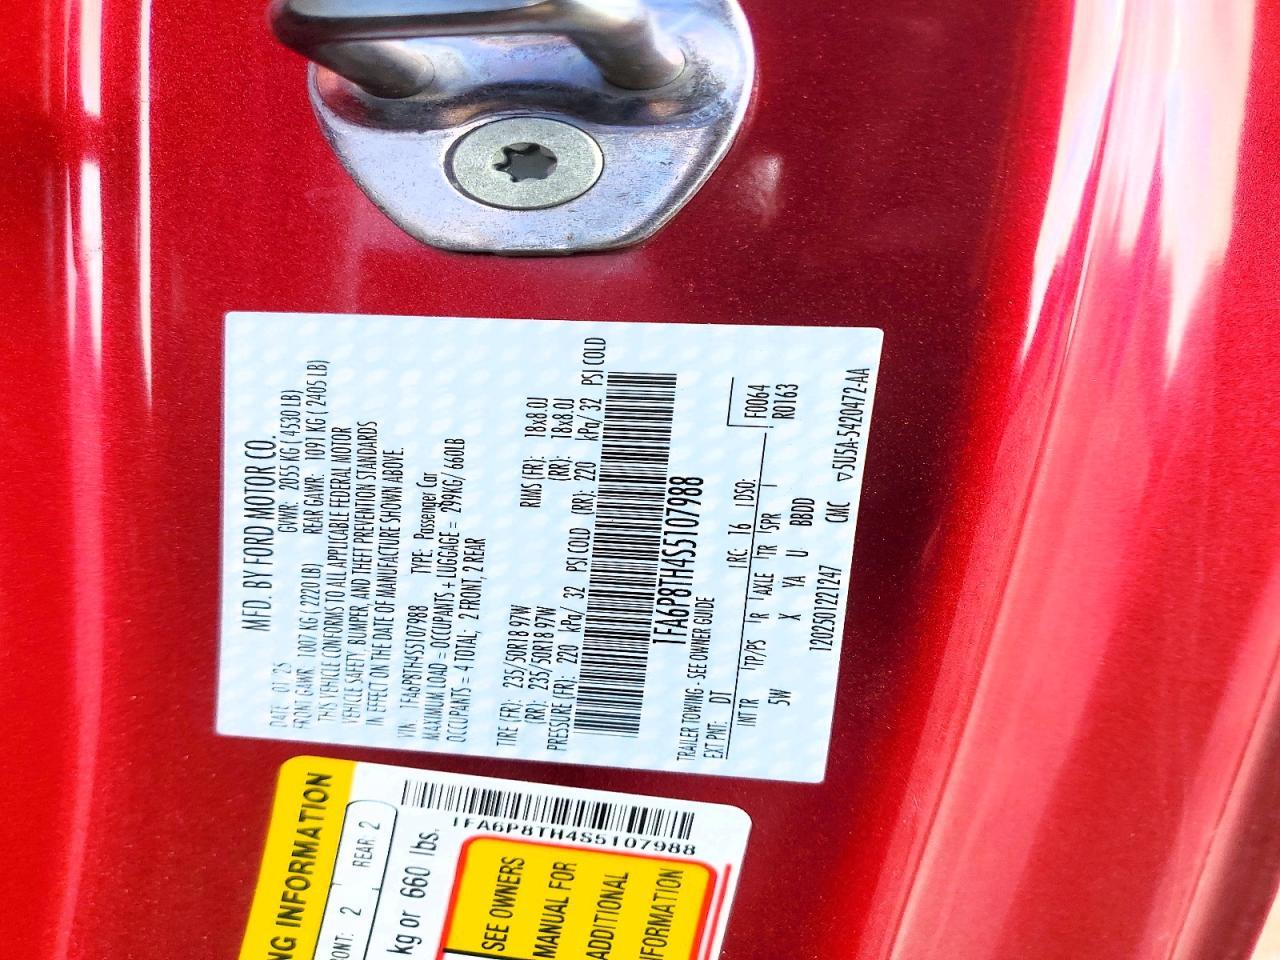 MFD. BY FORD MOTOR CO.
DATE 01/25 GVWR: 2055 KG ( 4530 LB)
FRONT GAWR: 1007 KG ( 2220 LB) REAR GAWR: 1091 KG ( 2405 LB)
THIS VEHICLE CONFORMS TO ALL APPLICABLE FEDERAL MOTOR
VEHICLE SAFETY, BUMPER, AND THEFT PREVENTION STANDARDS
IN EFFECT ON THE DATE OF MANUFACTURE SHOWN ABOVE.
VIN: 1FA6P8TH4S5107988 TYPE: Passenger Car
MAXIMUM LOAD = OCCUPANTS + LUGGAGE = 299KG/ 660LB
OCCUPANTS = 4 TOTAL; 2 FRONT, 2 REAR
TIRE (FR): 235/50R18 97W RIMS (FR): 18x8.0J
(RR): 235/50R18 97W (RR): 18x8.0J
PRESSURE (FR): 220 kPa/ 32 PSI COLD (RR): 220 kPa/ 32 PSI COLD
1FA6P8TH4S5107988
TRAILER TOWING - SEE OWNER GUIDE
EXT PNT: DT RC: 16 DSO: F0064
R0163
INT TR TP/PS R AXLE TR SPR
5W X YA U BBDD
1202501221247 CMC ▽5U5A-5420472-AA
1FA6P8TH4S5107988
NG INFORMATION
ONT: 2 REAR: 2
kg or 660 lbs.
SEE OWNERS
MANUAL FOR
ADDITIONAL
INFORMATION